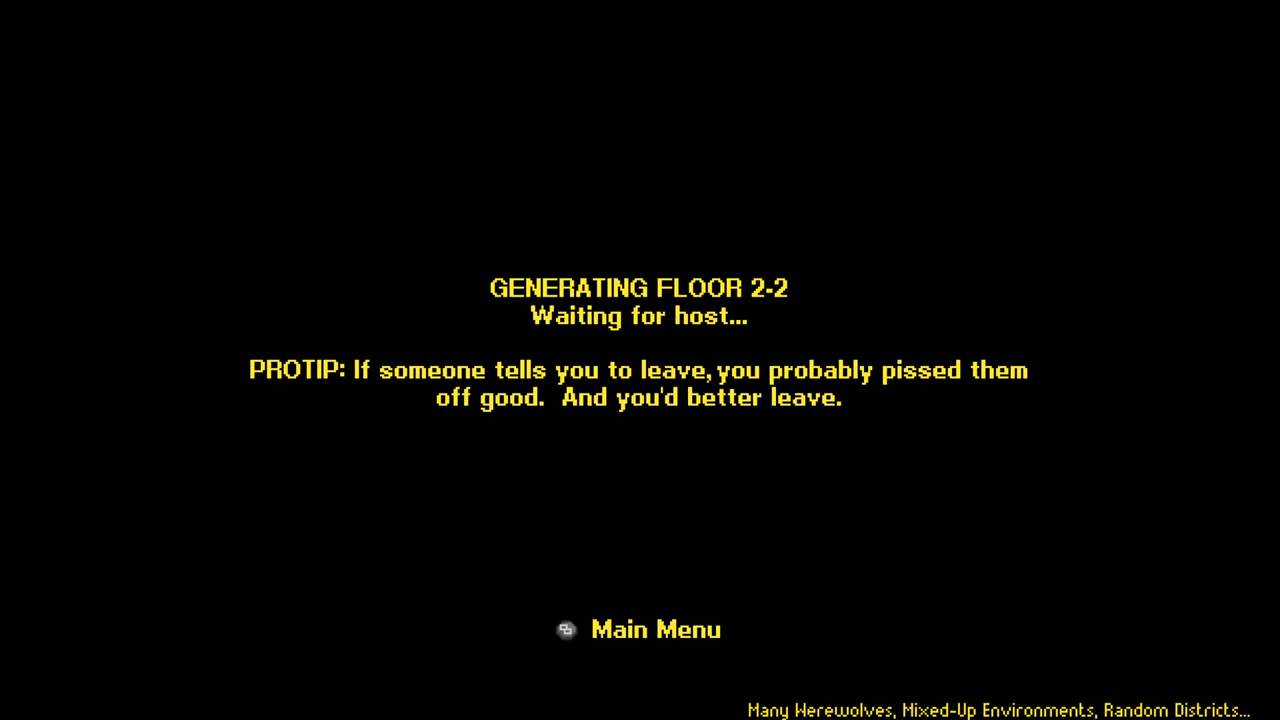 GENERATING FLOOR 2-2
Waiting for host...
PROTIP: If someone tells you to leave, you probably pissed them
off good.  And you'd better leave.
Main Menu
Many Werewolves, Mixed-Up Environments, Random Districts...